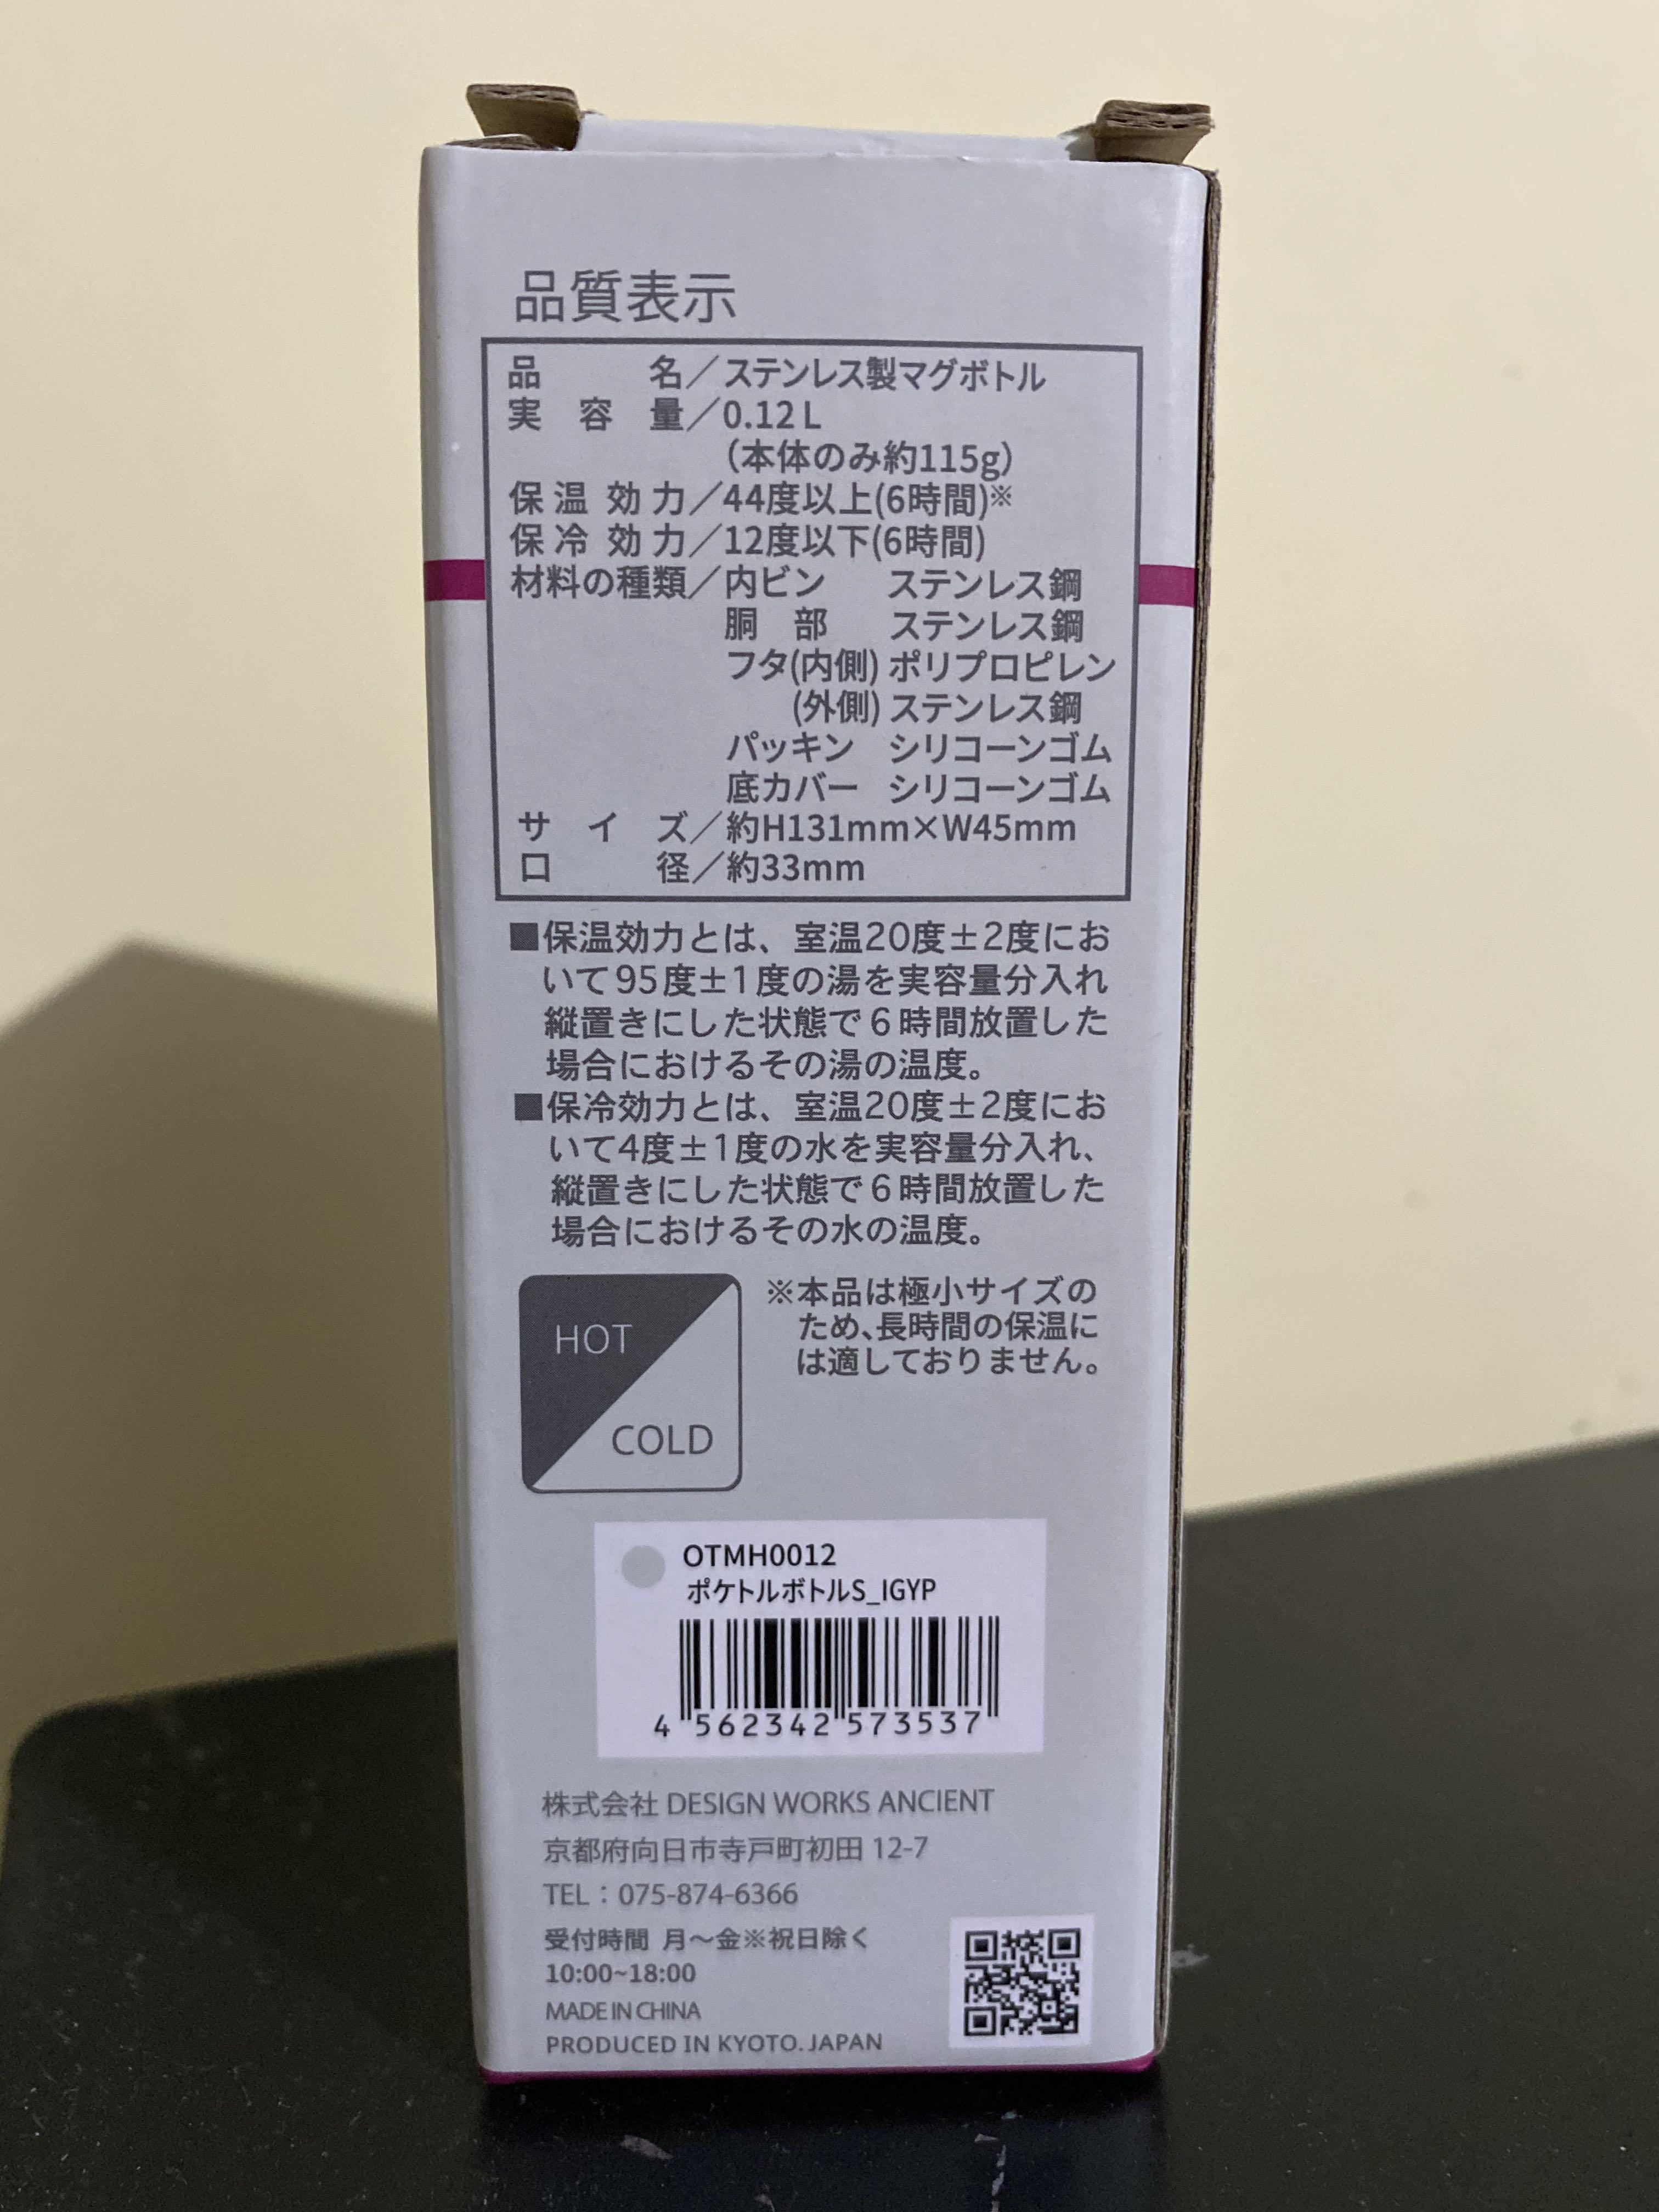 品質表示
品名／ステンレス製マグボトル
実容量／0.12L
（本体のみ約115g）
保温効力／44度以上(6時間)※
保冷効力／12度以下(6時間)
材料の種類／内ビン ステンレス鋼
胴部 ステンレス鋼
フタ(内側) ポリプロピレン
(外側) ステンレス鋼
パッキン シリコーンゴム
底カバー シリコーンゴム
サイズ／約H131mm×W45mm
口径／約33mm
■保温効力とは、室温20度±2度にお
いて95度±1度の湯を実容量分入れ
縦置きにした状態で6時間放置した
場合におけるその湯の温度。
■保冷効力とは、室温20度±2度にお
いて4度±1度の水を実容量分入れ、
縦置きにした状態で6時間放置した
場合におけるその水の温度。
HOT
COLD
※本品は極小サイズの
ため、長時間の保温に
は適しておりません。
OTMH0012
ポケトルボトルS_IGYP
4 562342 573537
株式会社 DESIGN WORKS ANCIENT
京都府向日市寺戸町初田 12-7
TEL：075-874-6366
受付時間 月〜金※祝日除く
10:00~18:00
MADE IN CHINA
PRODUCED IN KYOTO. JAPAN